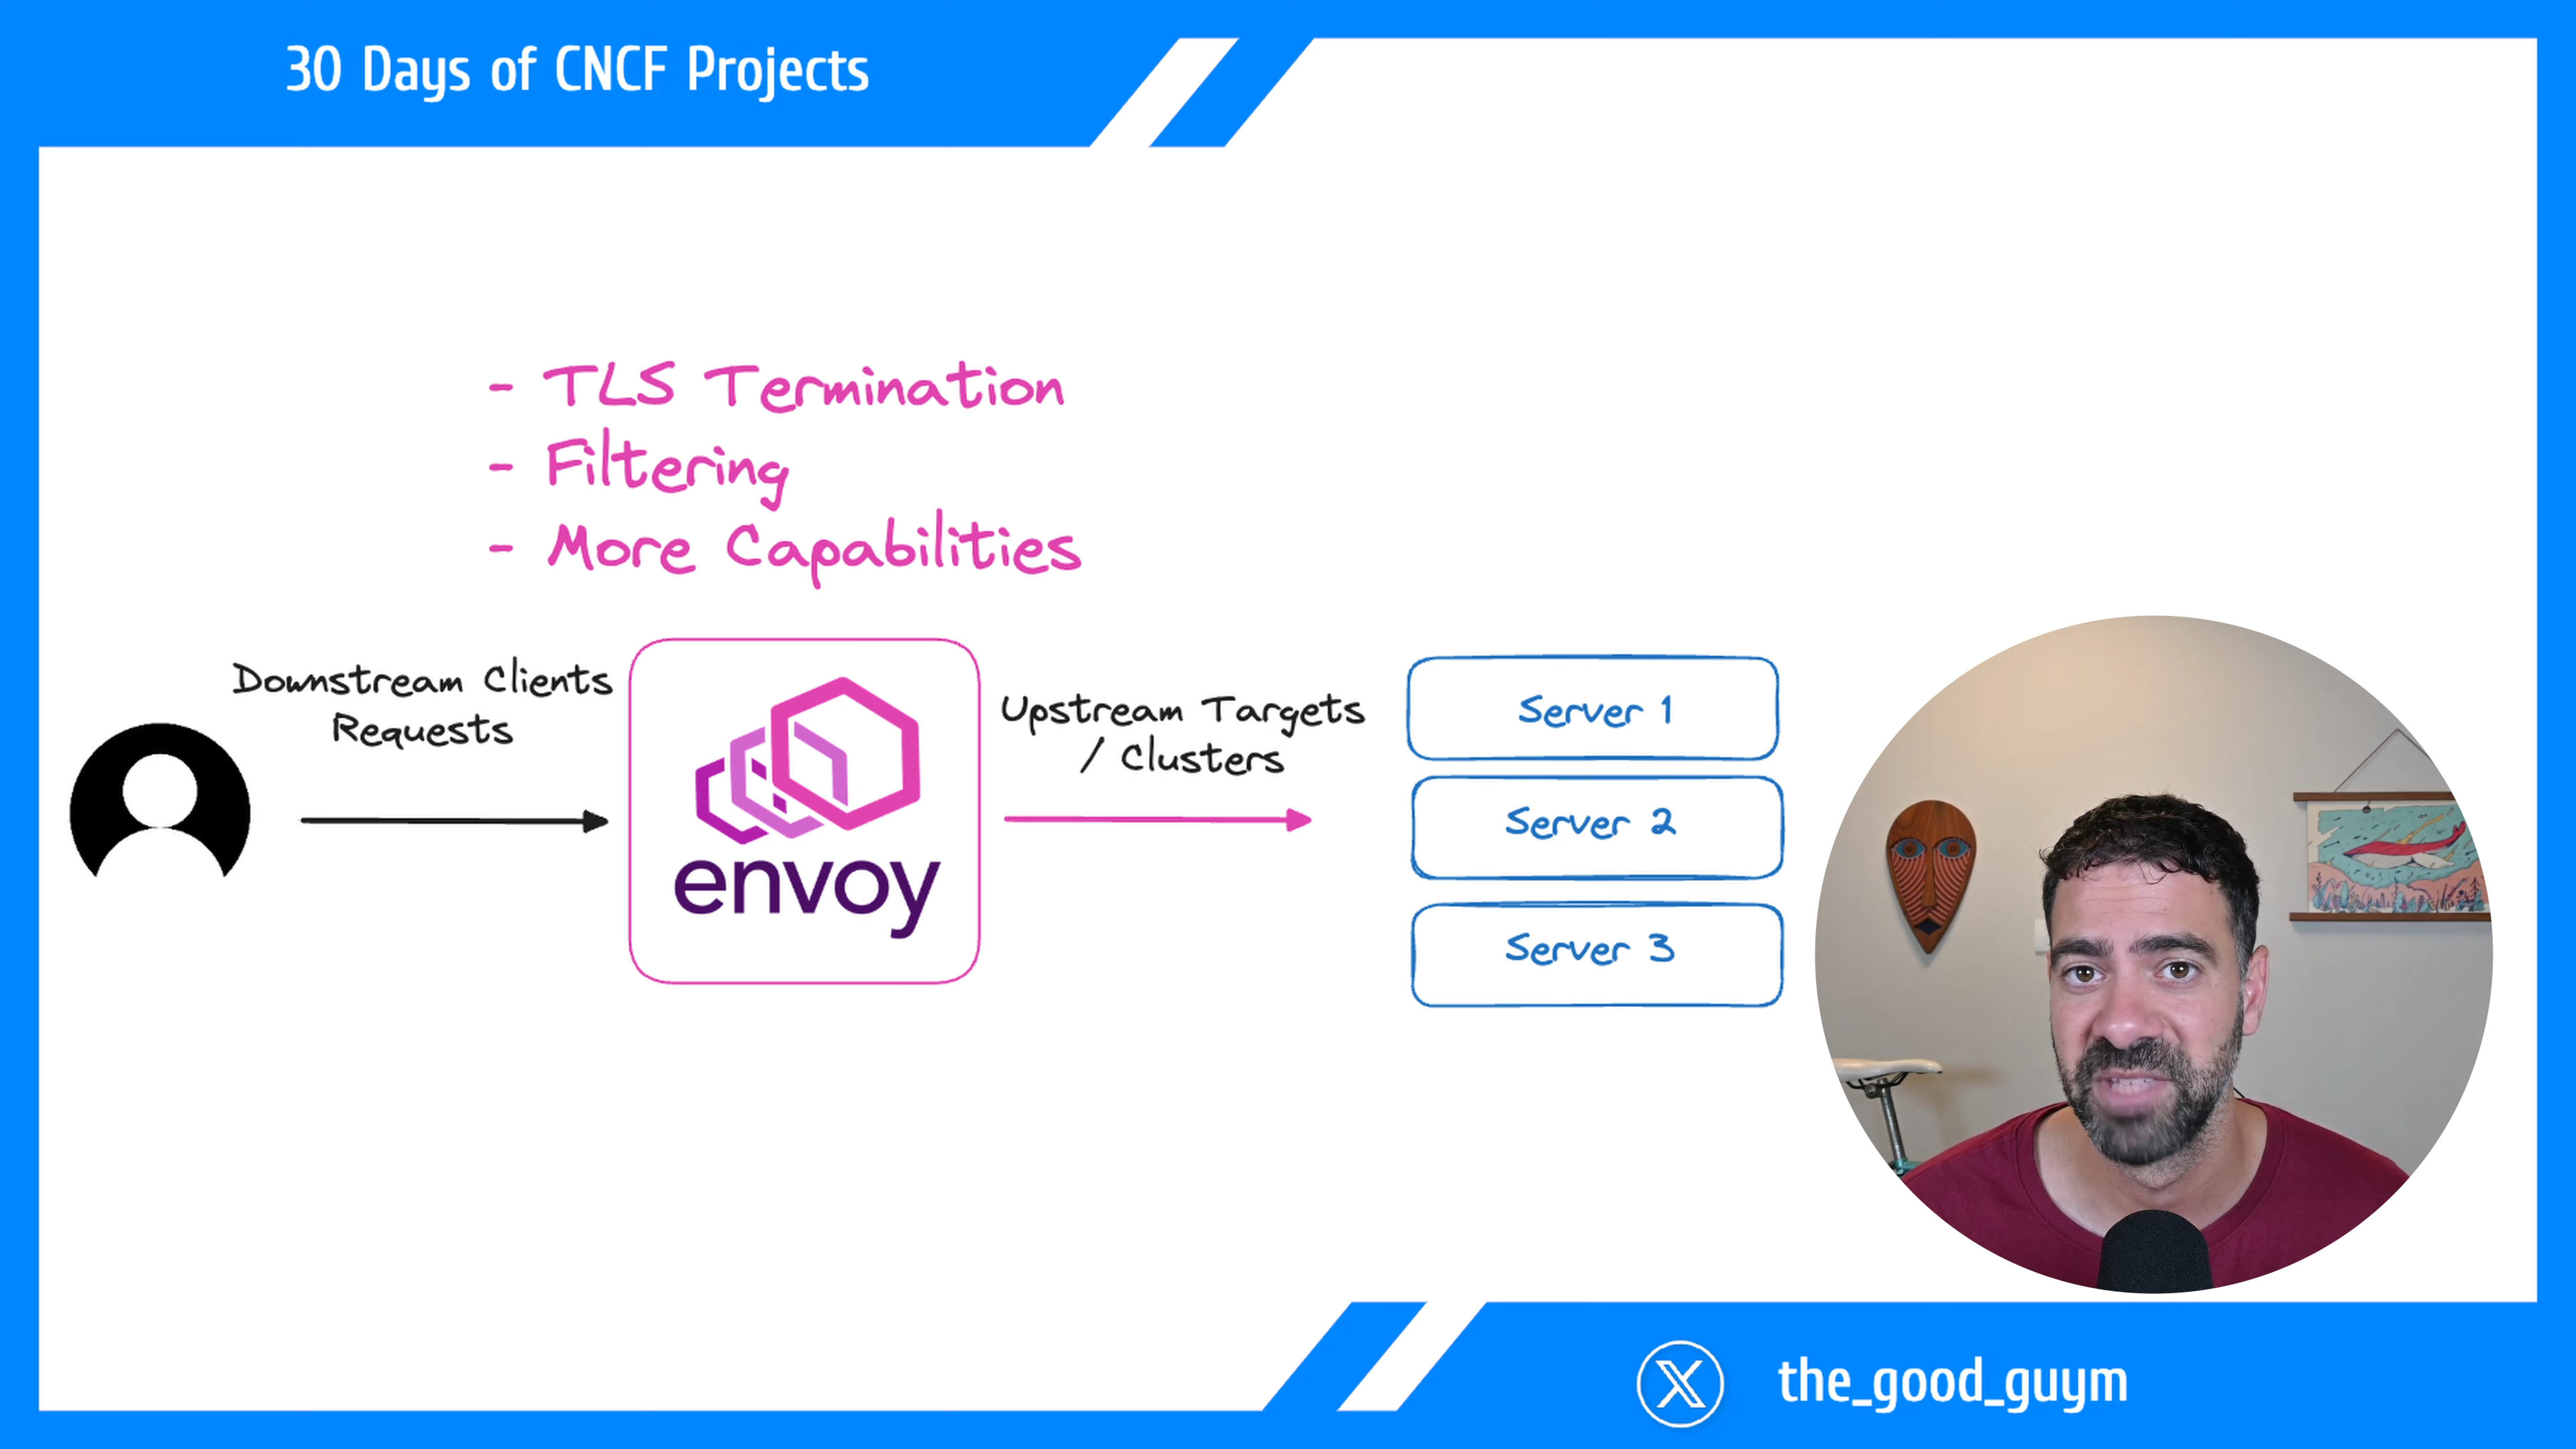 30 Days of CNCF Projects
- TLS Termination
- Filtering
- More Capabilities
Downstream Clients
Requests
envoy
Upstream Targets
/ Clusters
Server 1
Server 2
Server 3
X the_good_guym